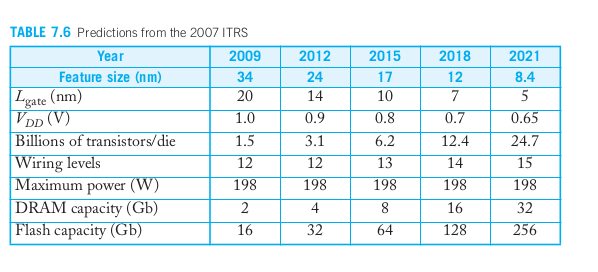 TABLE 7.6 Predictions from the 2007 ITRS
Year 2009 2012 2015 2018 2021
Feature size (nm) 34 24 17 12 8.4
Lgate (nm) 20 14 10 7 5
VDD (V) 1.0 0.9 0.8 0.7 0.65
Billions of transistors/die 1.5 3.1 6.2 12.4 24.7
Wiring levels 12 12 13 14 15
Maximum power (W) 198 198 198 198 198
DRAM capacity (Gb) 2 4 8 16 32
Flash capacity (Gb) 16 32 64 128 256